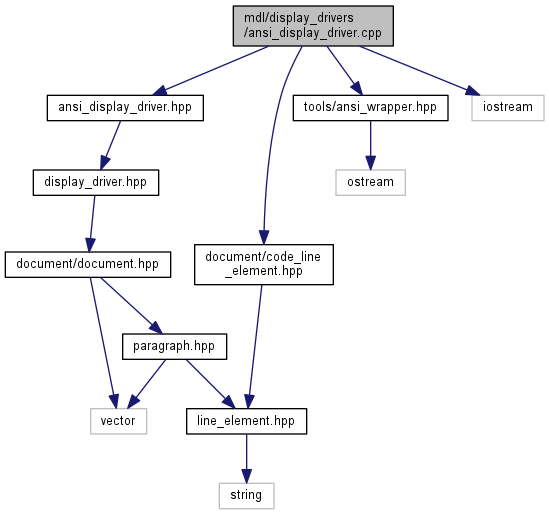 mdl/display_drivers
/ansi_display_driver.cpp
ansi_display_driver.hpp
tools/ansi_wrapper.hpp
iostream
display_driver.hpp
ostream
document/document.hpp
document/code_line
_element.hpp
paragraph.hpp
vector
line_element.hpp
string